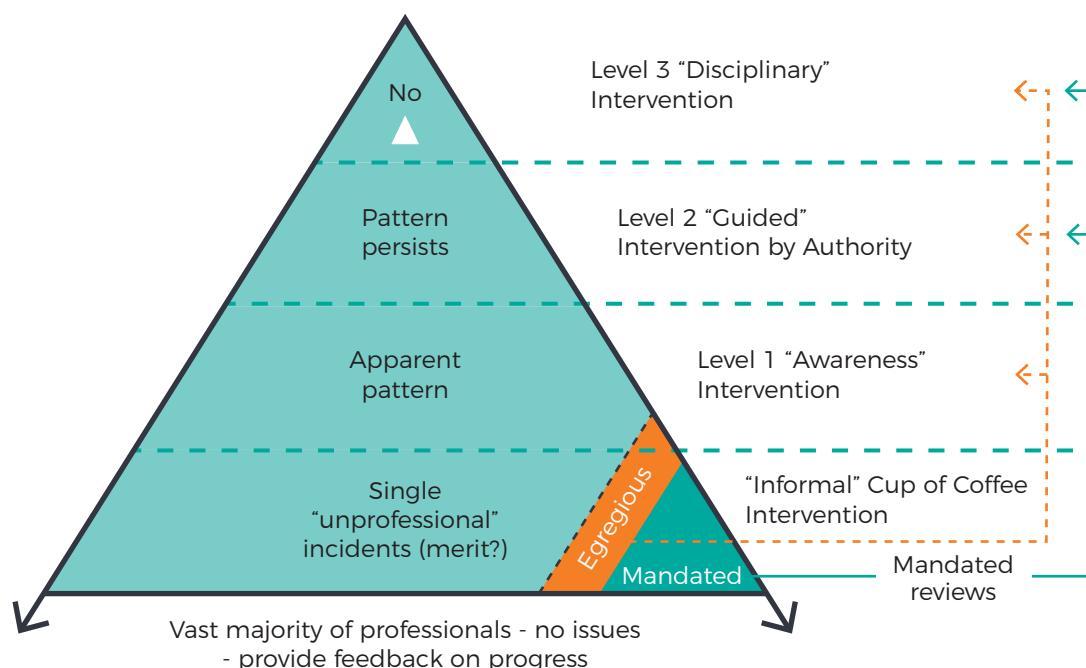 No
Level 3 “Disciplinary”
Intervention
Pattern
persists
Level 2 “Guided”
Intervention by Authority
Apparent
pattern
Level 1 “Awareness”
Intervention
Single
“unprofessional”
incidents (merit?)
Egregious
Mandated
“Informal” Cup of Coffee
Intervention
Mandated
reviews
Vast majority of professionals - no issues
- provide feedback on progress